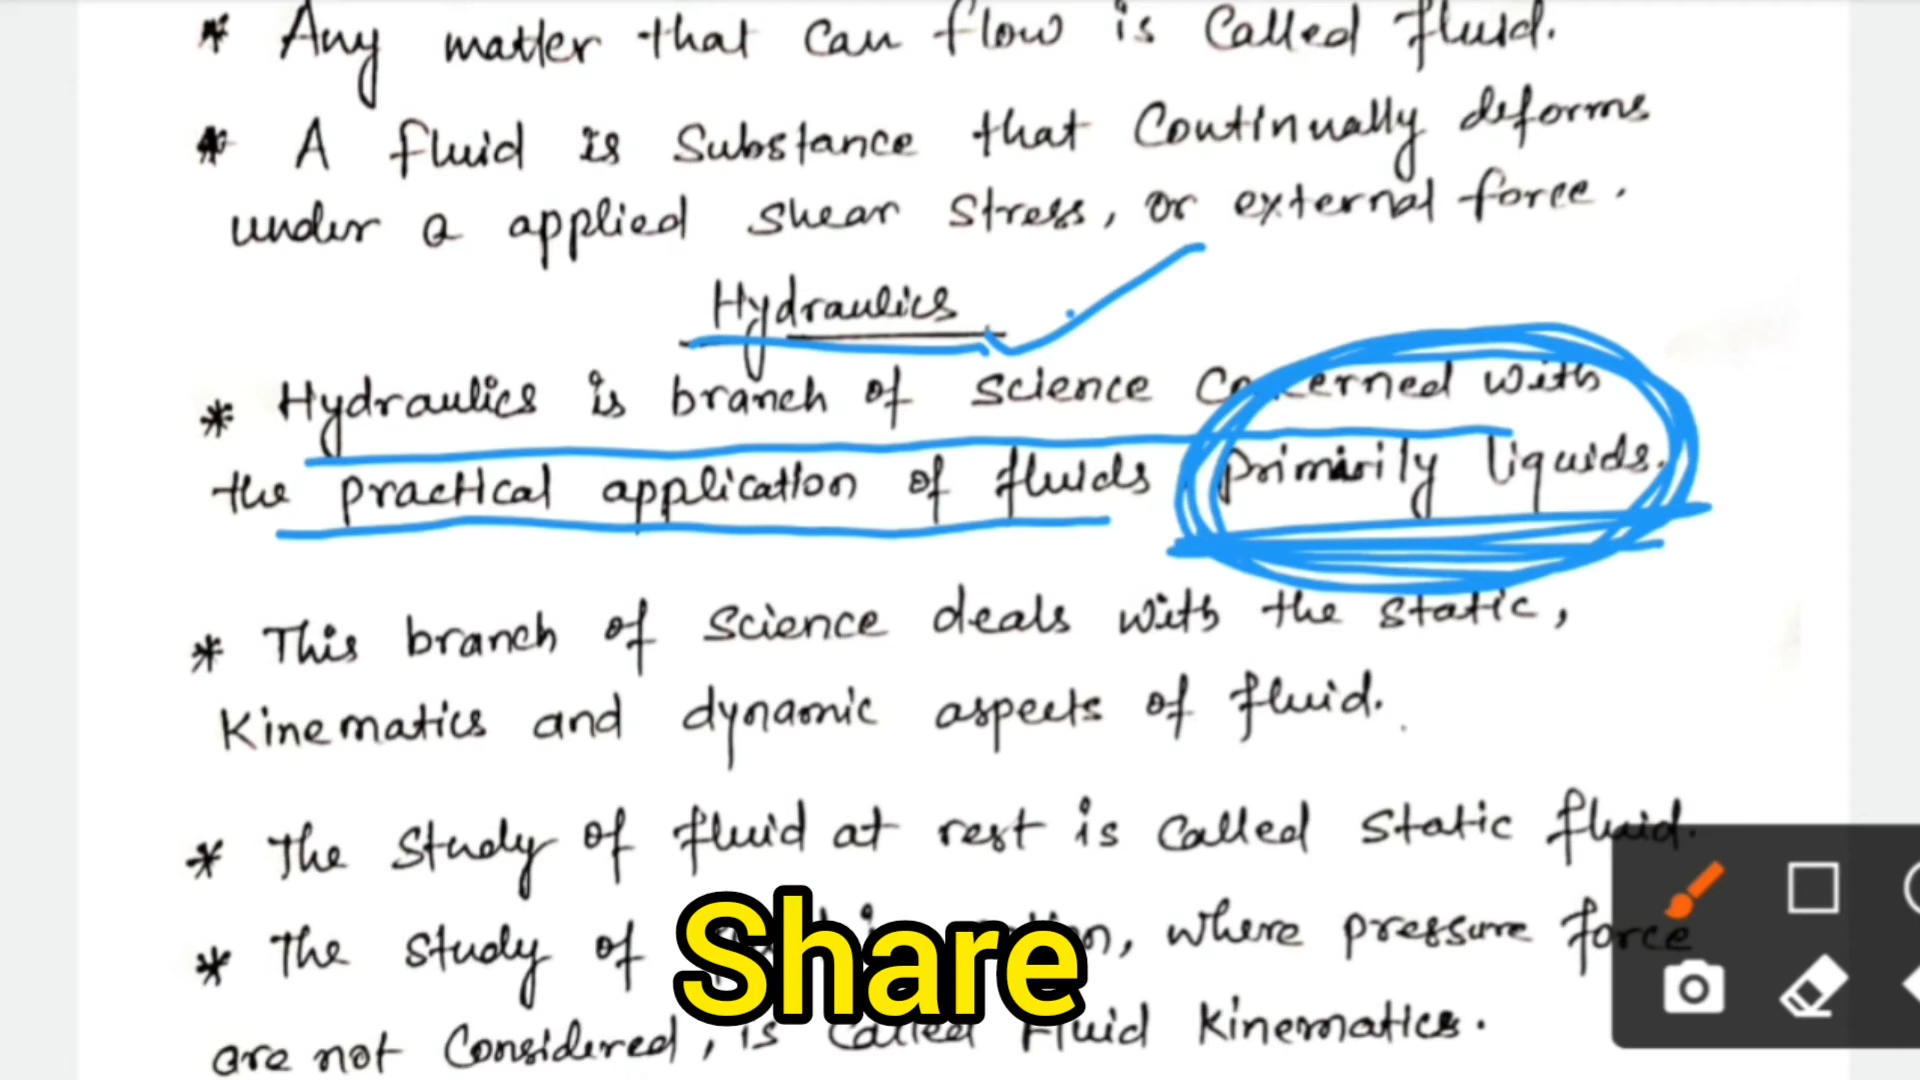 * Any matter that can flow is called fluid.
* A fluid is substance that continually deforms
under a applied shear stress, or external force.
Hydraulics
* Hydraulics is branch of science concerned with
the practical application of fluids primirily liquids.
* This branch of science deals with the static,
Kinematics and dynamic aspects of fluid.
* The study of fluid at rest is called static fluid.
* The study of where pressure force
Share
are not considered, is called Fluid Kinematics.